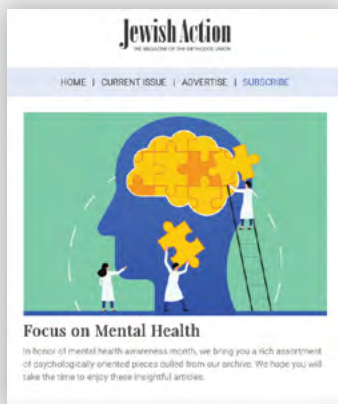 Jewish Action
THE MAGAZINE OF THE ORTHODOX UNION
HOME | CURRENT ISSUE | ADVERTISE | SUBSCRIBE
Focus on Mental Health
In honor of mental health awareness month, we bring you a rich assortment
of psychologically-oriented pieces culled from our archive. We hope you will
take the time to enjoy these insightful articles.